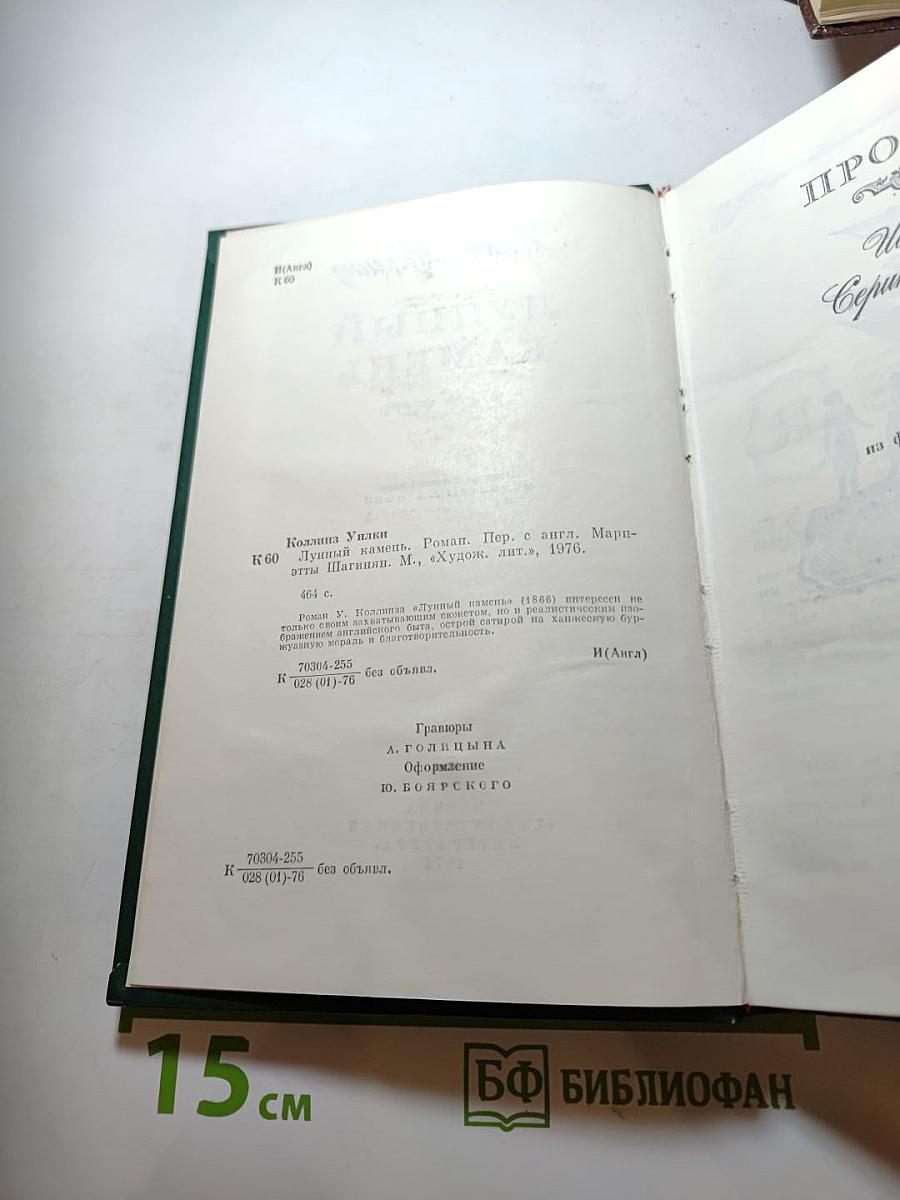 И(Англ)
К 60
Коллинз Уилки
К 60 Лунный камень. Роман. Пер. с англ. Мари-
этты Шагинян. М., «Худож. лит.», 1976.
464 с.
Роман У. Коллинза «Лунный камень» (1866) интересен не
только своим захватывающим сюжетом, но и реалистическим изо-
бражением английского быта, острой сатирой на ханжескую бур-
жуазную мораль и благотворительность.
К 70304-255 без объявл.
028 (01)-76
И(Англ)
Гравюры
А. ГОЛИЦЫНА
Оформление
Ю. БОЯРСКОГО
К 70304-255 без объявл.
028 (01)-76
ПРО
Сери
из ф
15 см
БФ БИБЛИОФАН